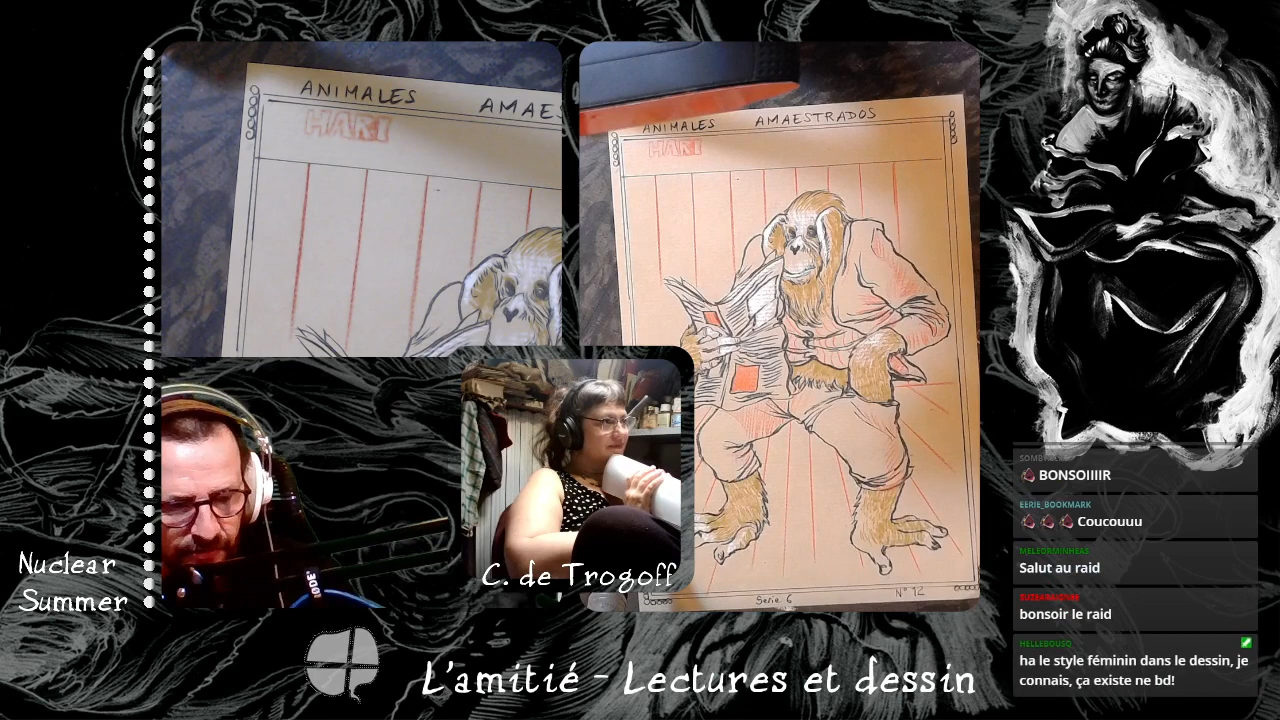 ANIMALES AMAES
HARI
ANIMALES AMAESTRADOS
HARI
Serie 6
N° 12
Nuclear
Summer
C. de Trogoff
L'amitié - Lectures et dessin
BONSOIIIIR
EERIE_BOOKMARK
Coucouuu
Salut au raid
bonsoir le raid
HELLEBOUSQ
ha le style féminin dans le dessin, je
connais, ça existe ne bd!